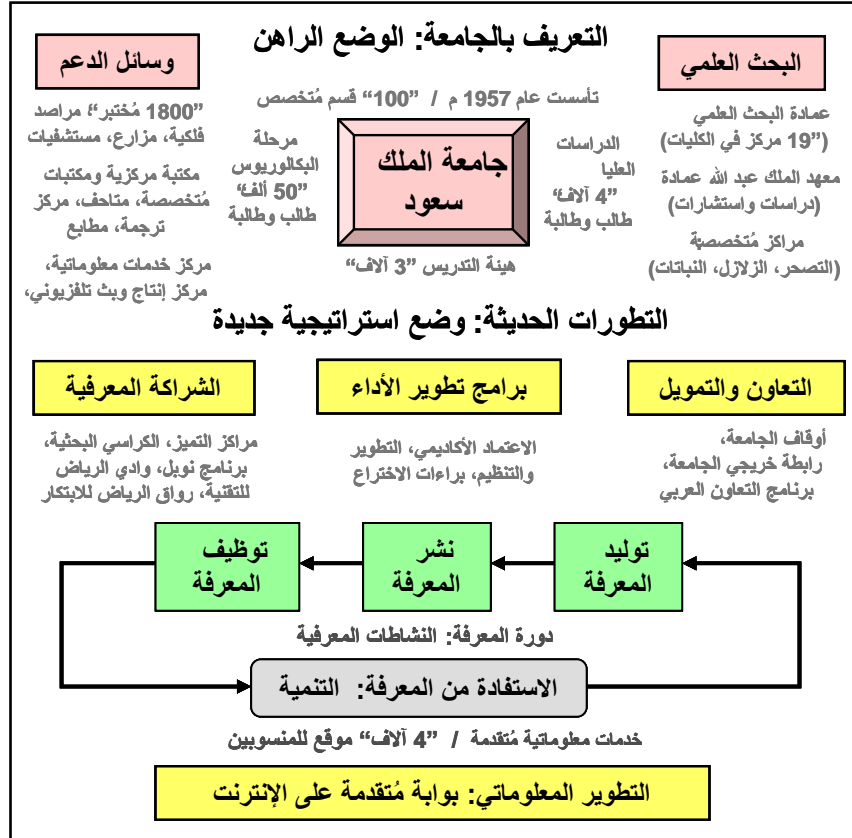 التعريف بالجامعة: الوضع الراهن
البحث العلمي
وسائل الدعم
تأسست عام 1957 م / "100" قسم مُتخصص
عمادة البحث العلمي
("19 مركز في الكليات)
معهد الملك عبد الله عمادة
(دراسات واستشارات)
مراكز مُتخصصة
(التصحر، الزلازل، النباتات)
الدراسات
العليا
"4 آلاف"
طالب وطالبة
جامعة الملك
سعود
مرحلة
البكالوريوس
"50 ألف"
طالب وطالبة
هيئة التدريس "3 آلاف"
"1800 مُختبر"؛ مراصد
فلكية، مزارع، مستشفيات
مكتبة مركزية ومكتبات
مُتخصصة، متاحف، مركز
ترجمة، مطابع
مركز خدمات معلوماتية،
مركز إنتاج وبث تلفزيوني،
التطورات الحديثة: وضع استراتيجية جديدة
التعاون والتمويل
برامج تطوير الأداء
الشراكة المعرفية
أوقاف الجامعة،
رابطة خريجي الجامعة،
برنامج التعاون العربي
الاعتماد الأكاديمي، التطوير
والتنظيم، براءات الاختراع
مراكز التميز، الكراسي البحثية،
برنامج نوبل، وادي الرياض
للتقنية، رواق الرياض للابتكار
توليد
المعرفة
نشر
المعرفة
توظيف
المعرفة
دورة المعرفة: النشاطات المعرفية
الاستفادة من المعرفة: التنمية
خدمات معلوماتية مُتقدمة / "4 آلاف" موقع للمنسوبين
التطوير المعلوماتي: بوابة مُتقدمة على الإنترنت